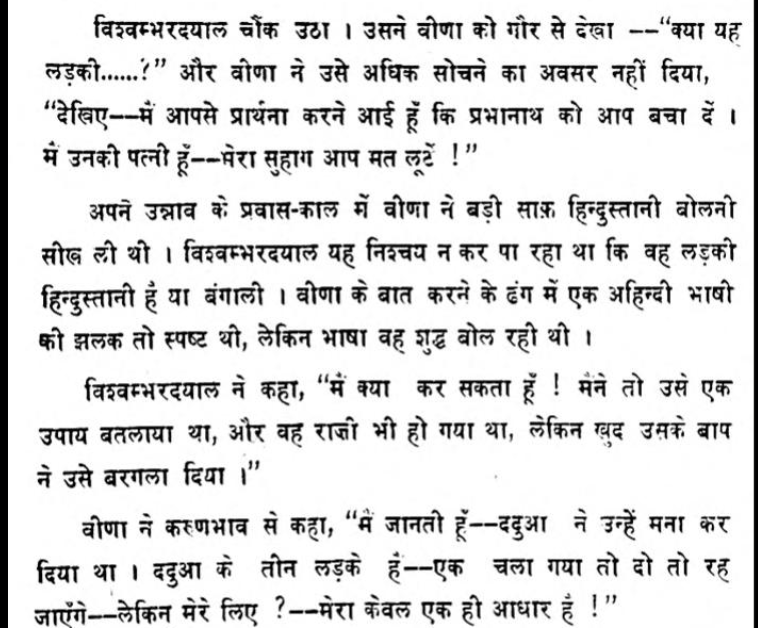 विश्वम्भरदयाल चौंक उठा । उसने वीणा को गौर से देखा --“क्या यह
लड़की......?” और वीणा ने उसे अधिक सोचने का अवसर नहीं दिया,
“देखिए--मैं आपसे प्रार्थना करने आई हूँ कि प्रभानाथ को आप बचा दें ।
मैं उनकी पत्नी हूँ--मेरा सुहाग आप मत लूटें !”
अपने उन्नाव के प्रवास-काल में वीणा ने बड़ी साफ़ हिन्दुस्तानी बोलनी
सीख ली थी । विश्वम्भरदयाल यह निश्चय न कर पा रहा था कि वह लड़की
हिन्दुस्तानी है या बंगाली । वीणा के बात करने के ढंग में एक अहिन्दी भाषी
की झलक तो स्पष्ट थी, लेकिन भाषा वह शुद्ध बोल रही थी ।
विश्वम्भरदयाल ने कहा, “मैं क्या कर सकता हूँ ! मैंने तो उसे एक
उपाय बतलाया था, और वह राज़ी भी हो गया था, लेकिन खुद उसके बाप
ने उसे बरगला दिया ।”
वीणा ने करुणभाव से कहा, “मैं जानती हूँ--ददुआ ने उन्हें मना कर
दिया था । ददुआ के तीन लड़के हैं--एक चला गया तो दो तो रह
जाएँगे--लेकिन मेरे लिए ?--मेरा केवल एक ही आधार है !”